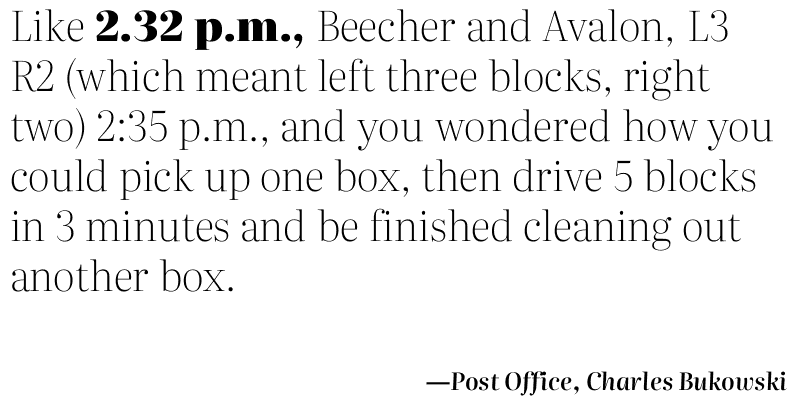 Like 2.32 p.m., Beecher and Avalon, L3
R2 (which meant left three blocks, right
two) 2:35 p.m., and you wondered how you
could pick up one box, then drive 5 blocks
in 3 minutes and be finished cleaning out
another box.
—Post Office, Charles Bukowski